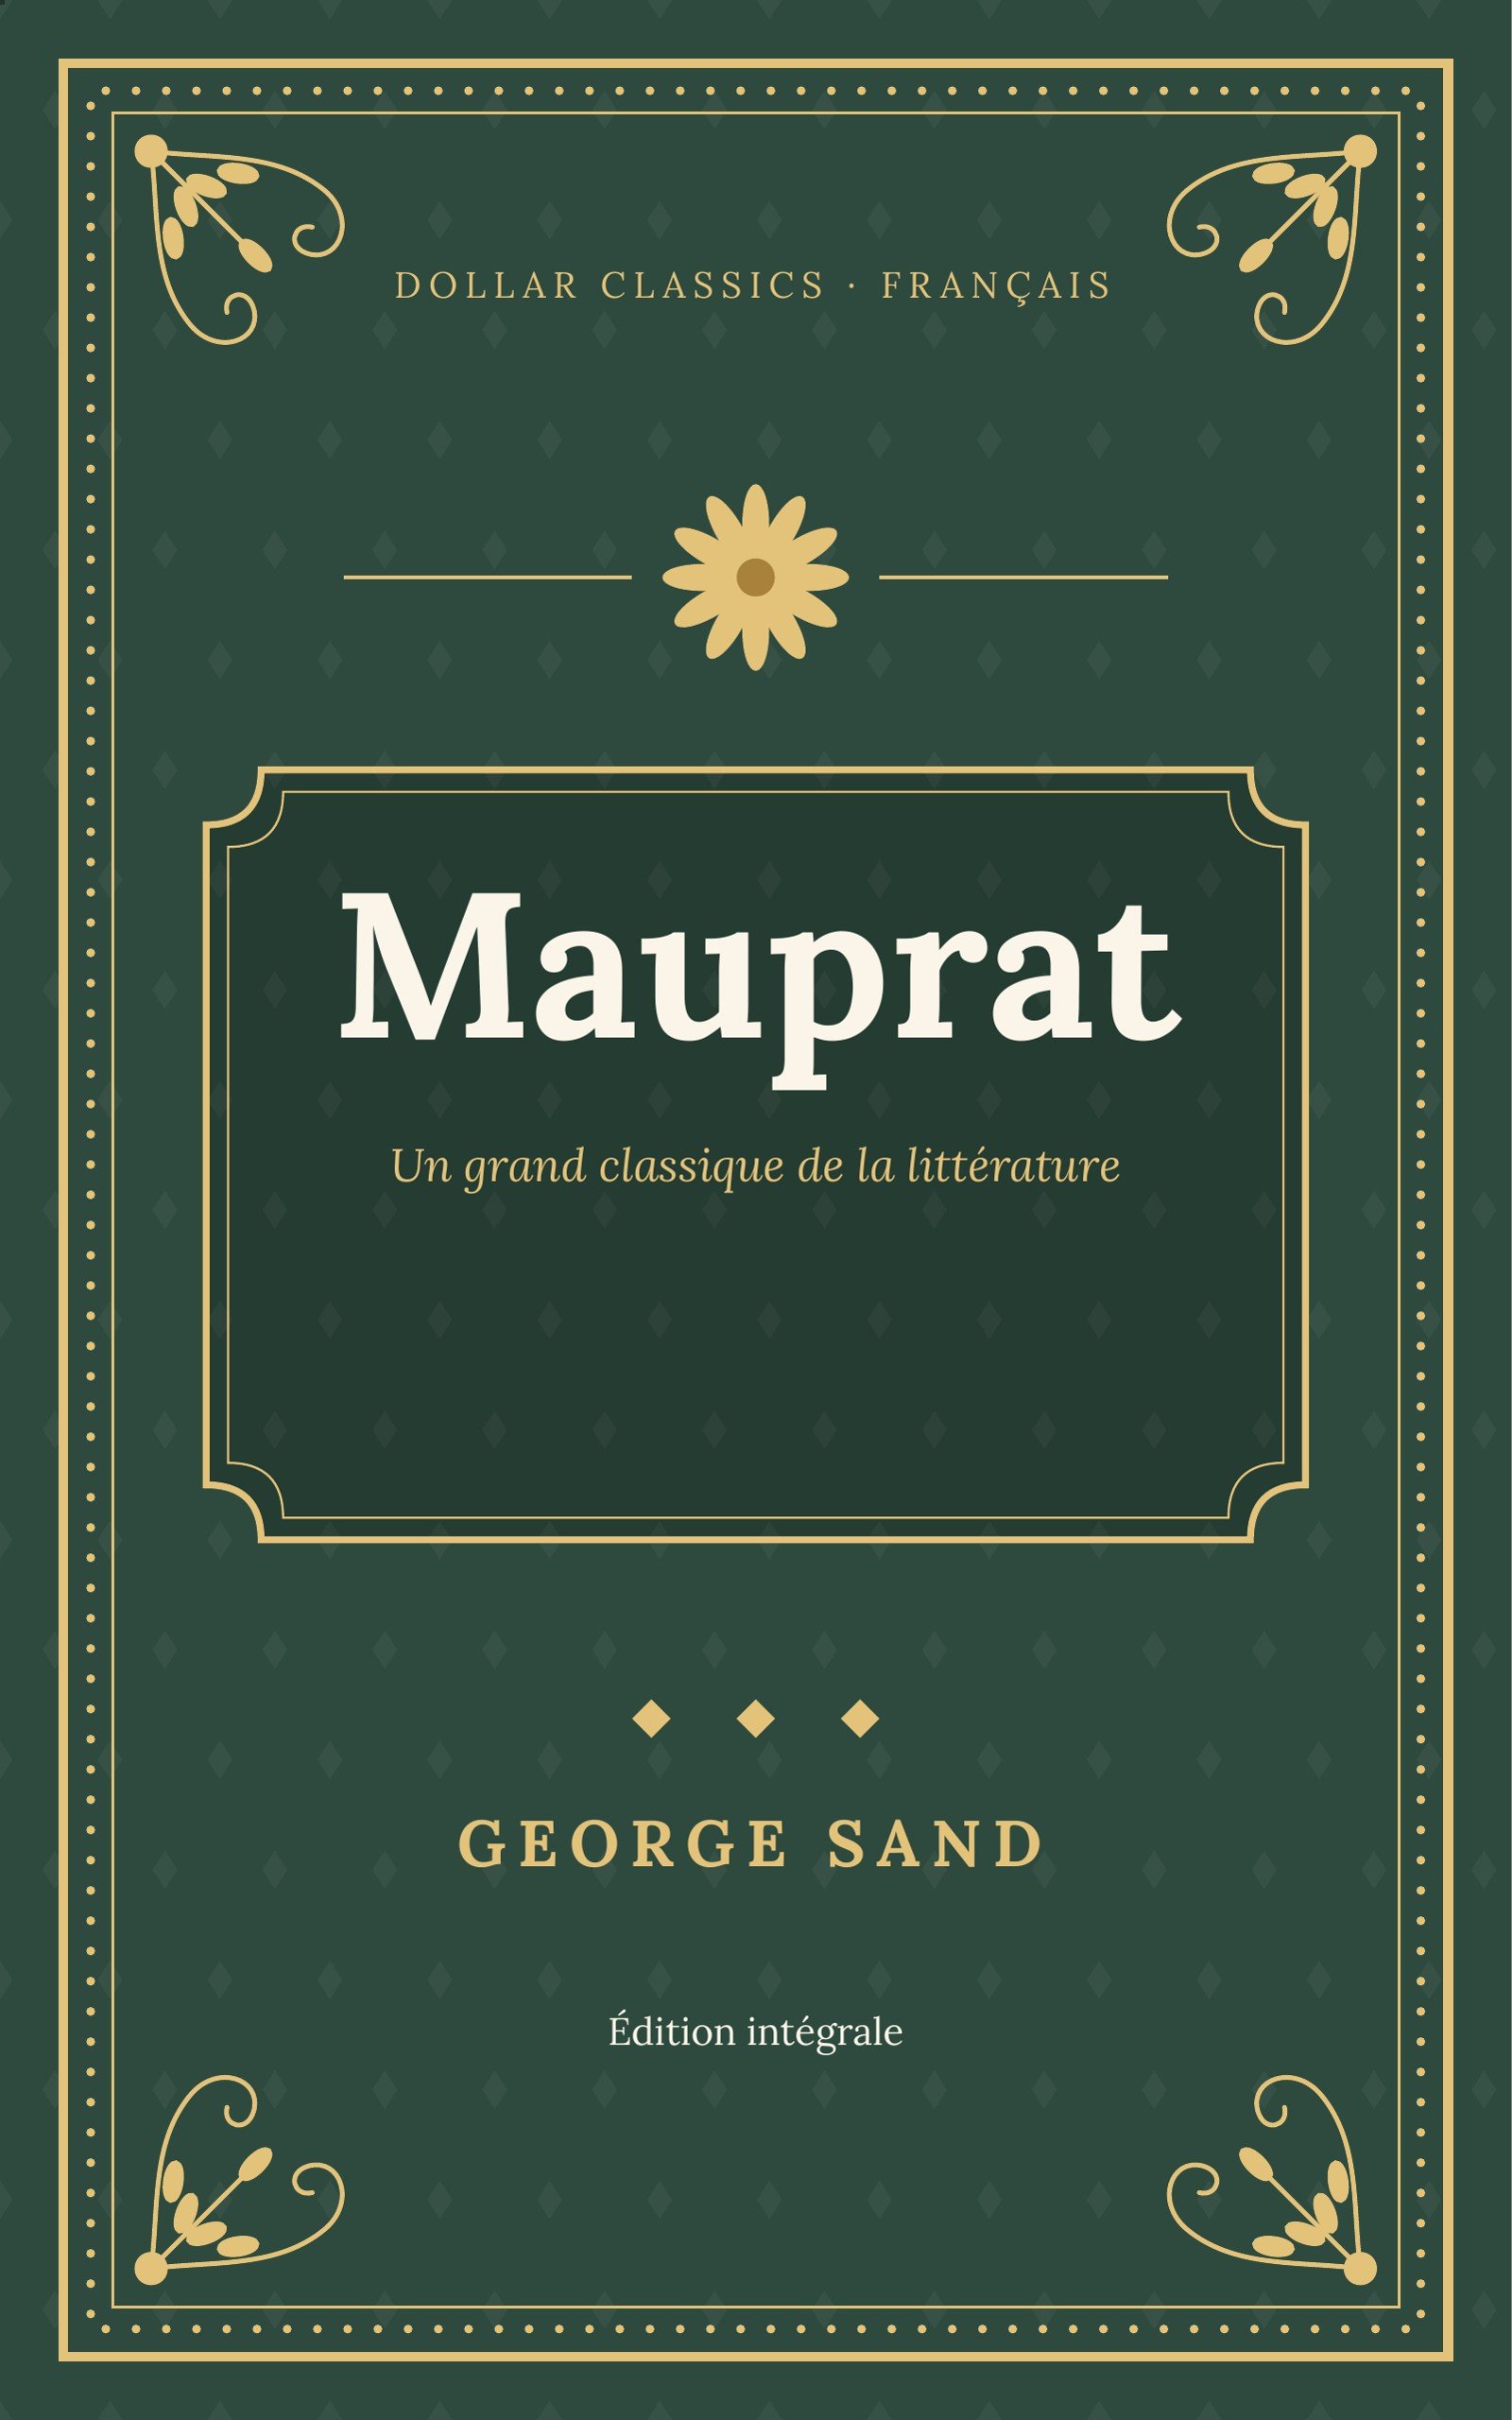 DOLLAR CLASSICS · FRANÇAIS
Mauprat
Un grand classique de la littérature
GEORGE SAND
Édition intégrale